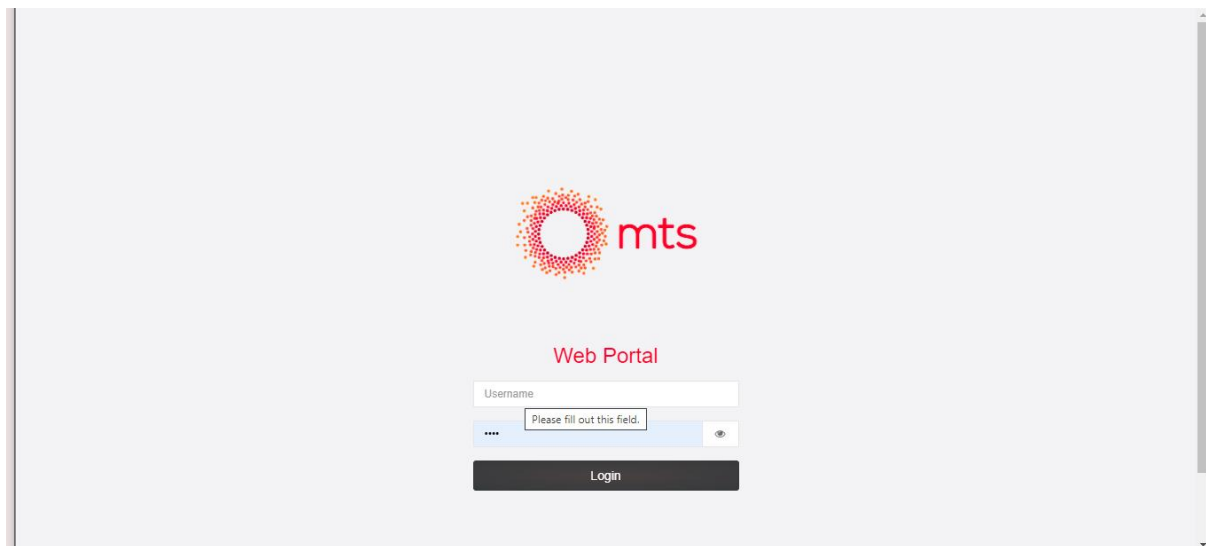 mts
Web Portal
Username
Please fill out this field.
••••
Login